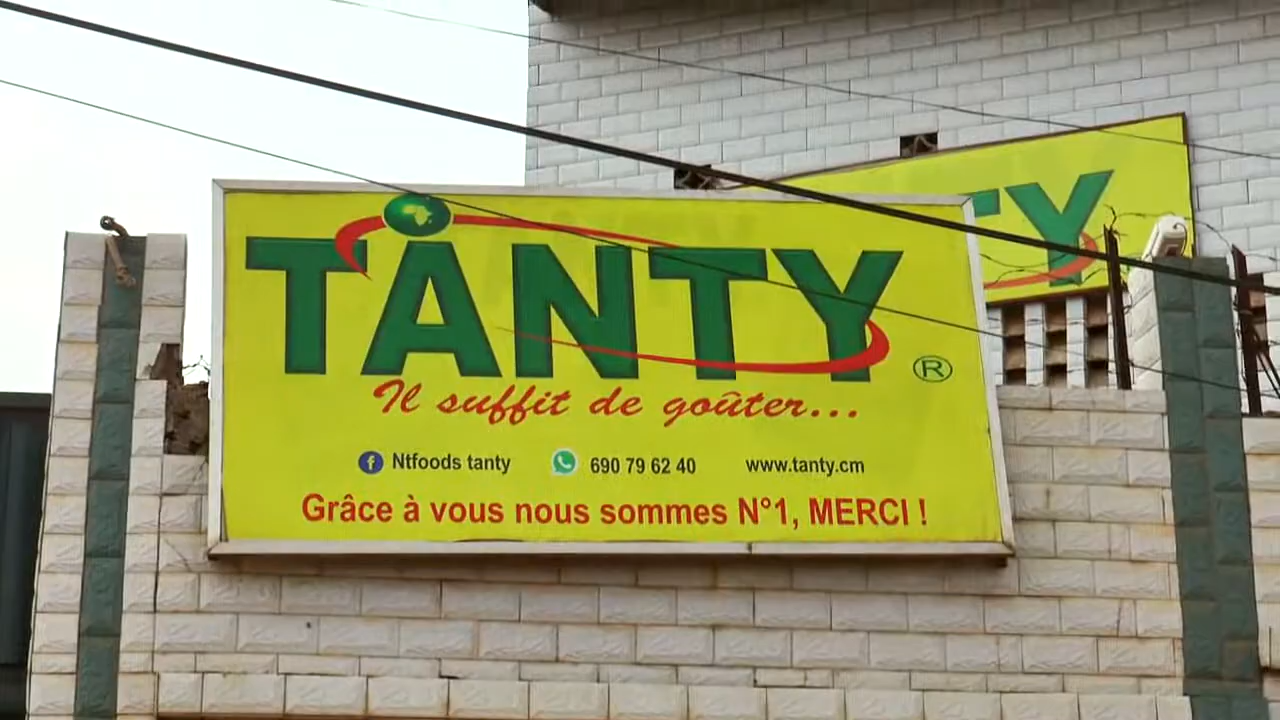 TANTY
®
Il suffit de goûter...
Ntfoods tanty 690 79 62 40 www.tanty.cm
Grâce à vous nous sommes N°1, MERCI !
TY